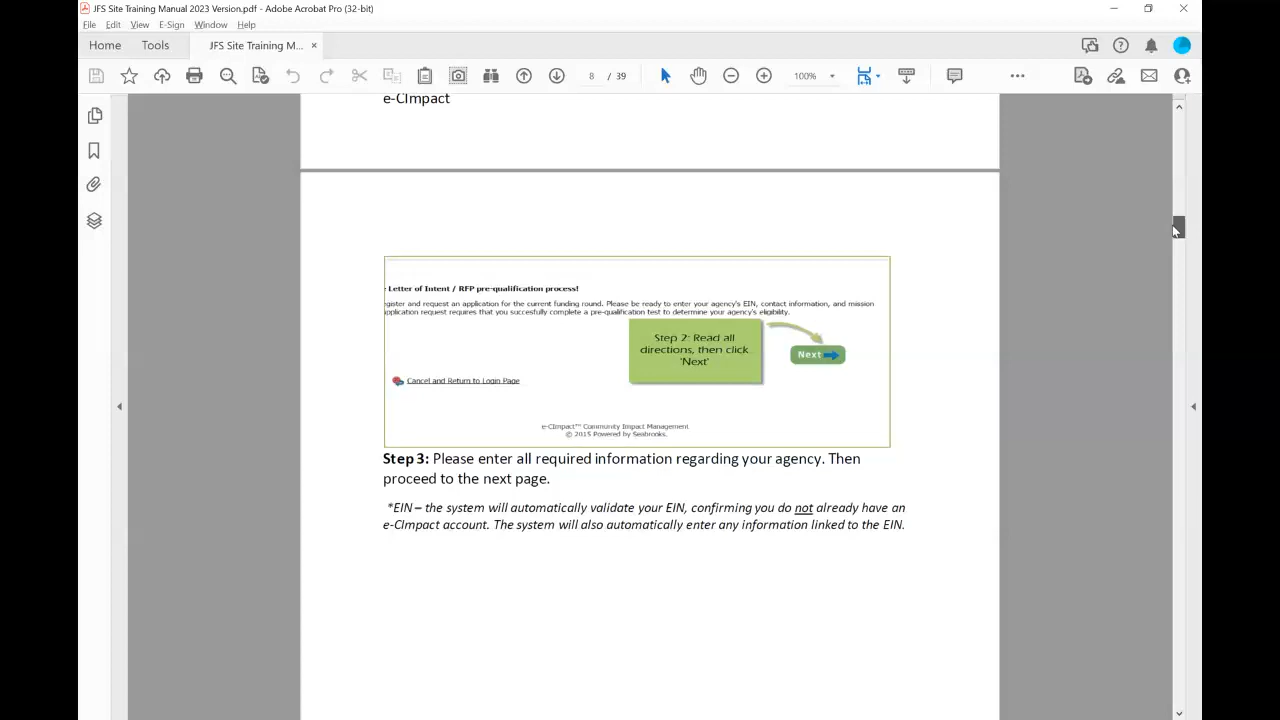 JFS Site Training Manual 2023 Version.pdf - Adobe Acrobat Pro (32-bit)
File Edit View E-Sign Window Help
Home Tools JFS Site Training M... ×
8 / 39 100%
e-CImpact
Letter of Intent / RFP pre-qualification process!
gister and request an application for the current funding round. Please be ready to enter your agency's EIN, contact information, and mission
pplication request requires that you succesfully complete a pre-qualification test to determine your agency's eligibility.
Step 2: Read all
directions, then click
'Next'
Next
Cancel and Return to Login Page
e-CImpact™ Community Impact Management
© 2015 Powered by Seabrooks.
Step 3: Please enter all required information regarding your agency. Then
proceed to the next page.
*EIN – the system will automatically validate your EIN, confirming you do not already have an
e-CImpact account. The system will also automatically enter any information linked to the EIN.